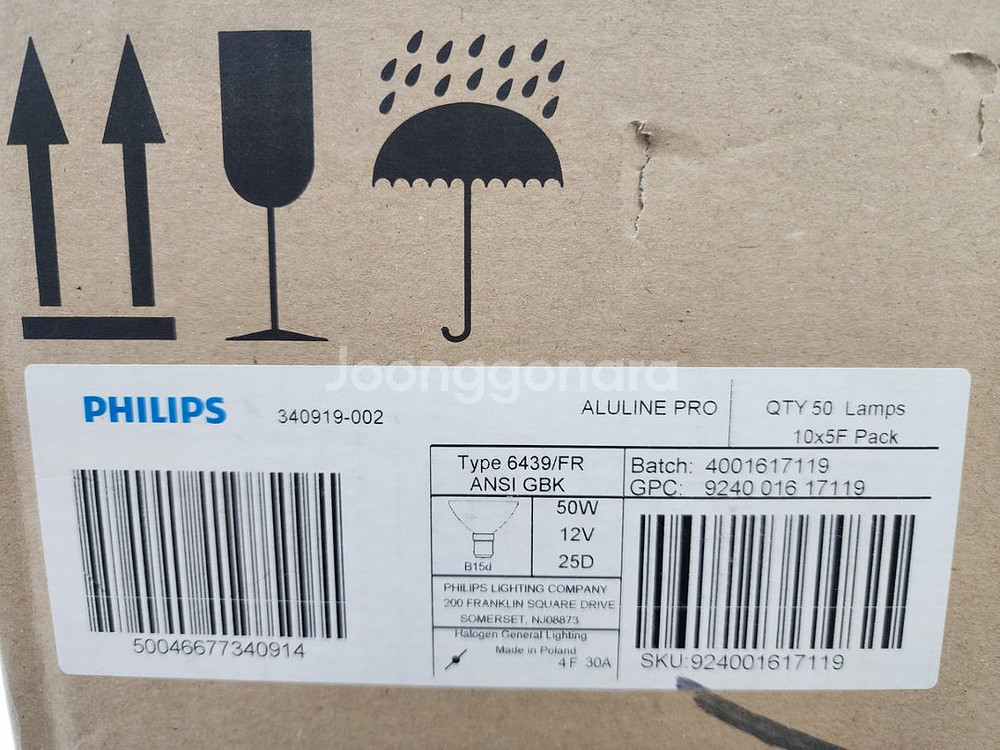 Joonggonara
PHILIPS 340919-002 ALULINE PRO QTY 50 Lamps
10x5F Pack
Type 6439/FR
ANSI GBK
Batch: 4001617119
GPC: 9240 016 17119
50W
12V
25D
B15d
PHILIPS LIGHTING COMPANY
200 FRANKLIN SQUARE DRIVE
SOMERSET, NJ08873
Halogen General Lighting
Made in Poland
4 F 30A
50046677340914
SKU:924001617119